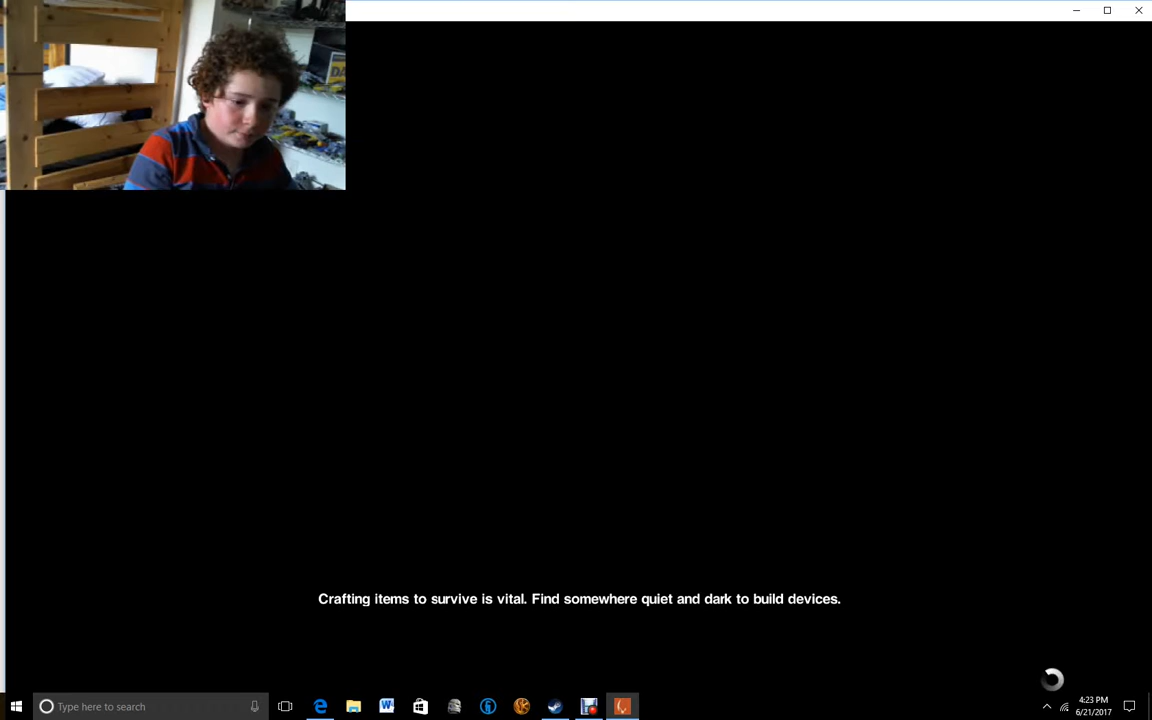 Crafting items to survive is vital. Find somewhere quiet and dark to build devices.
Type here to search
4:23 PM
6/21/2017